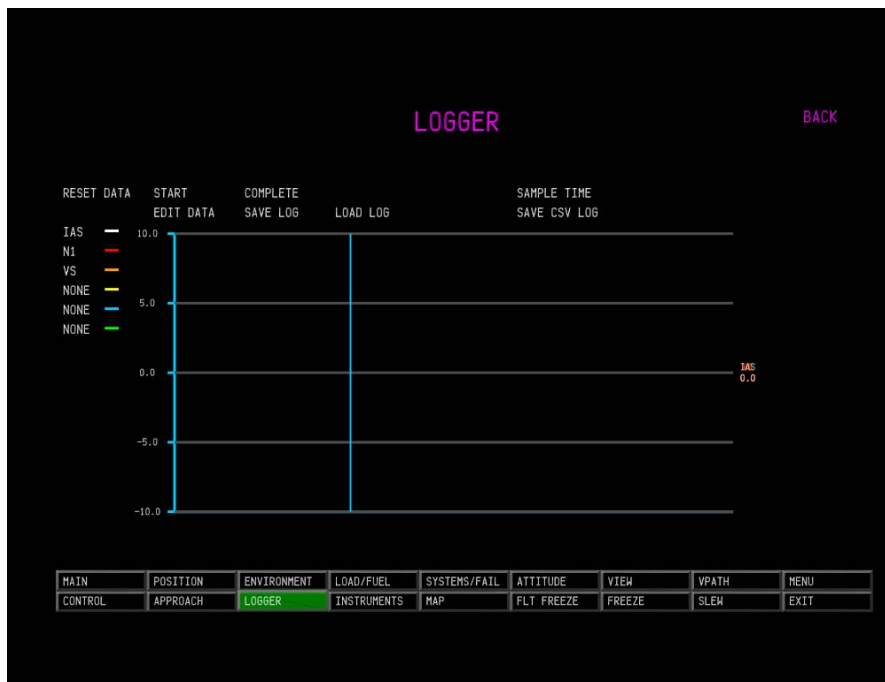 LOGGER
BACK
RESET DATA START COMPLETE SAMPLE TIME
EDIT DATA SAVE LOG LOAD LOG SAVE CSV LOG
IAS 10.0
N1
VS
NONE
5.0
NONE
NONE
0.0
IAS
0.0
-5.0
-10.0
MAIN POSITION ENVIRONMENT LOAD/FUEL SYSTEMS/FAIL ATTITUDE VIEW VPATH MENU
CONTROL APPROACH LOGGER INSTRUMENTS MAP FLT FREEZE FREEZE SLEW EXIT